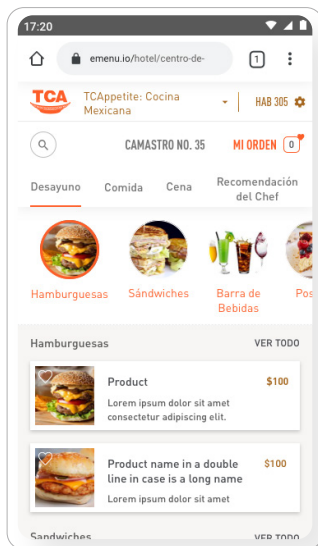 17:20
emenu.io/hotel/centro-de-
1
TCA
TCAppetite: Cocina
Mexicana
HAB 305
CAMASTRO NO. 35
MI ORDEN
0
Desayuno
Comida
Cena
Recomendación
del Chef
Hamburguesas
Sándwiches
Barra de
Bebidas
Pos
Hamburguesas
VER TODO
Product
$100
Lorem ipsum dolor sit amet
consectetur adipiscing elit.
Product name in a double
line in case is a long name
$100
Lorem ipsum dolor sit amet
Sandwiches
VER TODO